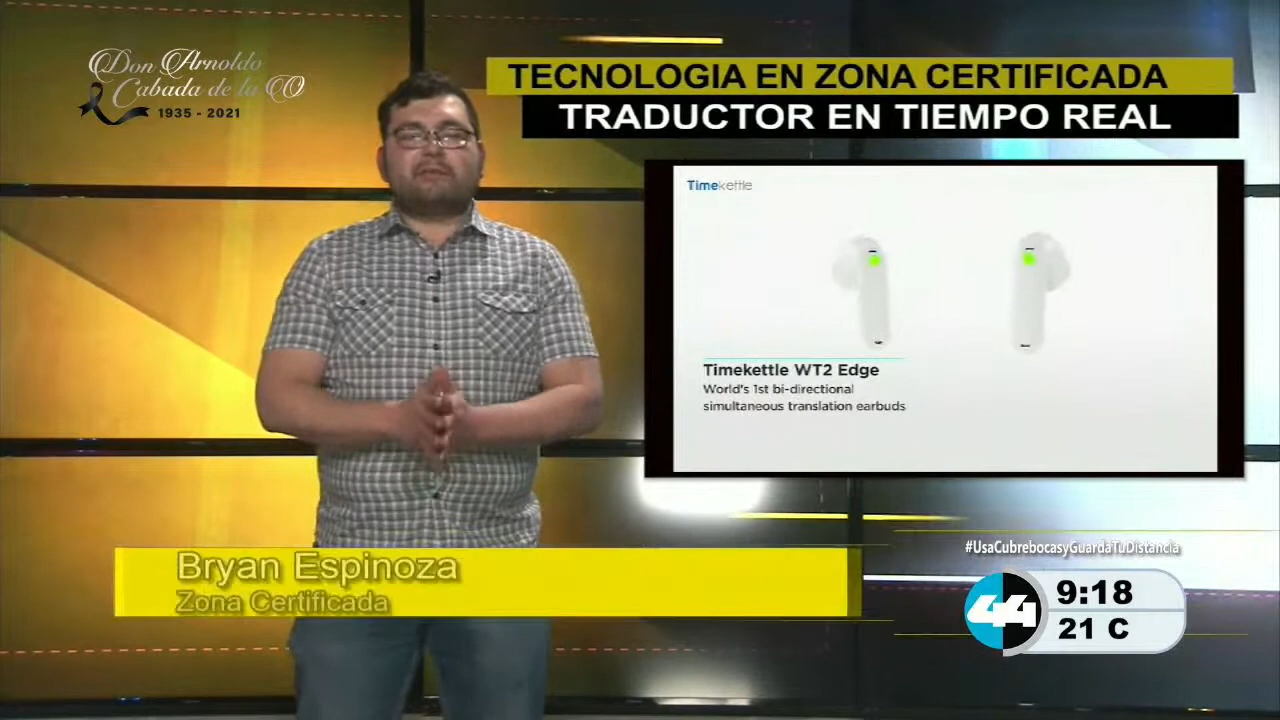 Don Arnoldo
Cabada de la O
1935 - 2021
TECNOLOGIA EN ZONA CERTIFICADA
TRADUCTOR EN TIEMPO REAL
Timekettle
Timekettle WT2 Edge
World's 1st bi-directional
simultaneous translation earbuds
Bryan Espinoza
Zona Certificada
#UsaCubrebocasyGuardaTuDistancia
44
9:18
21 C